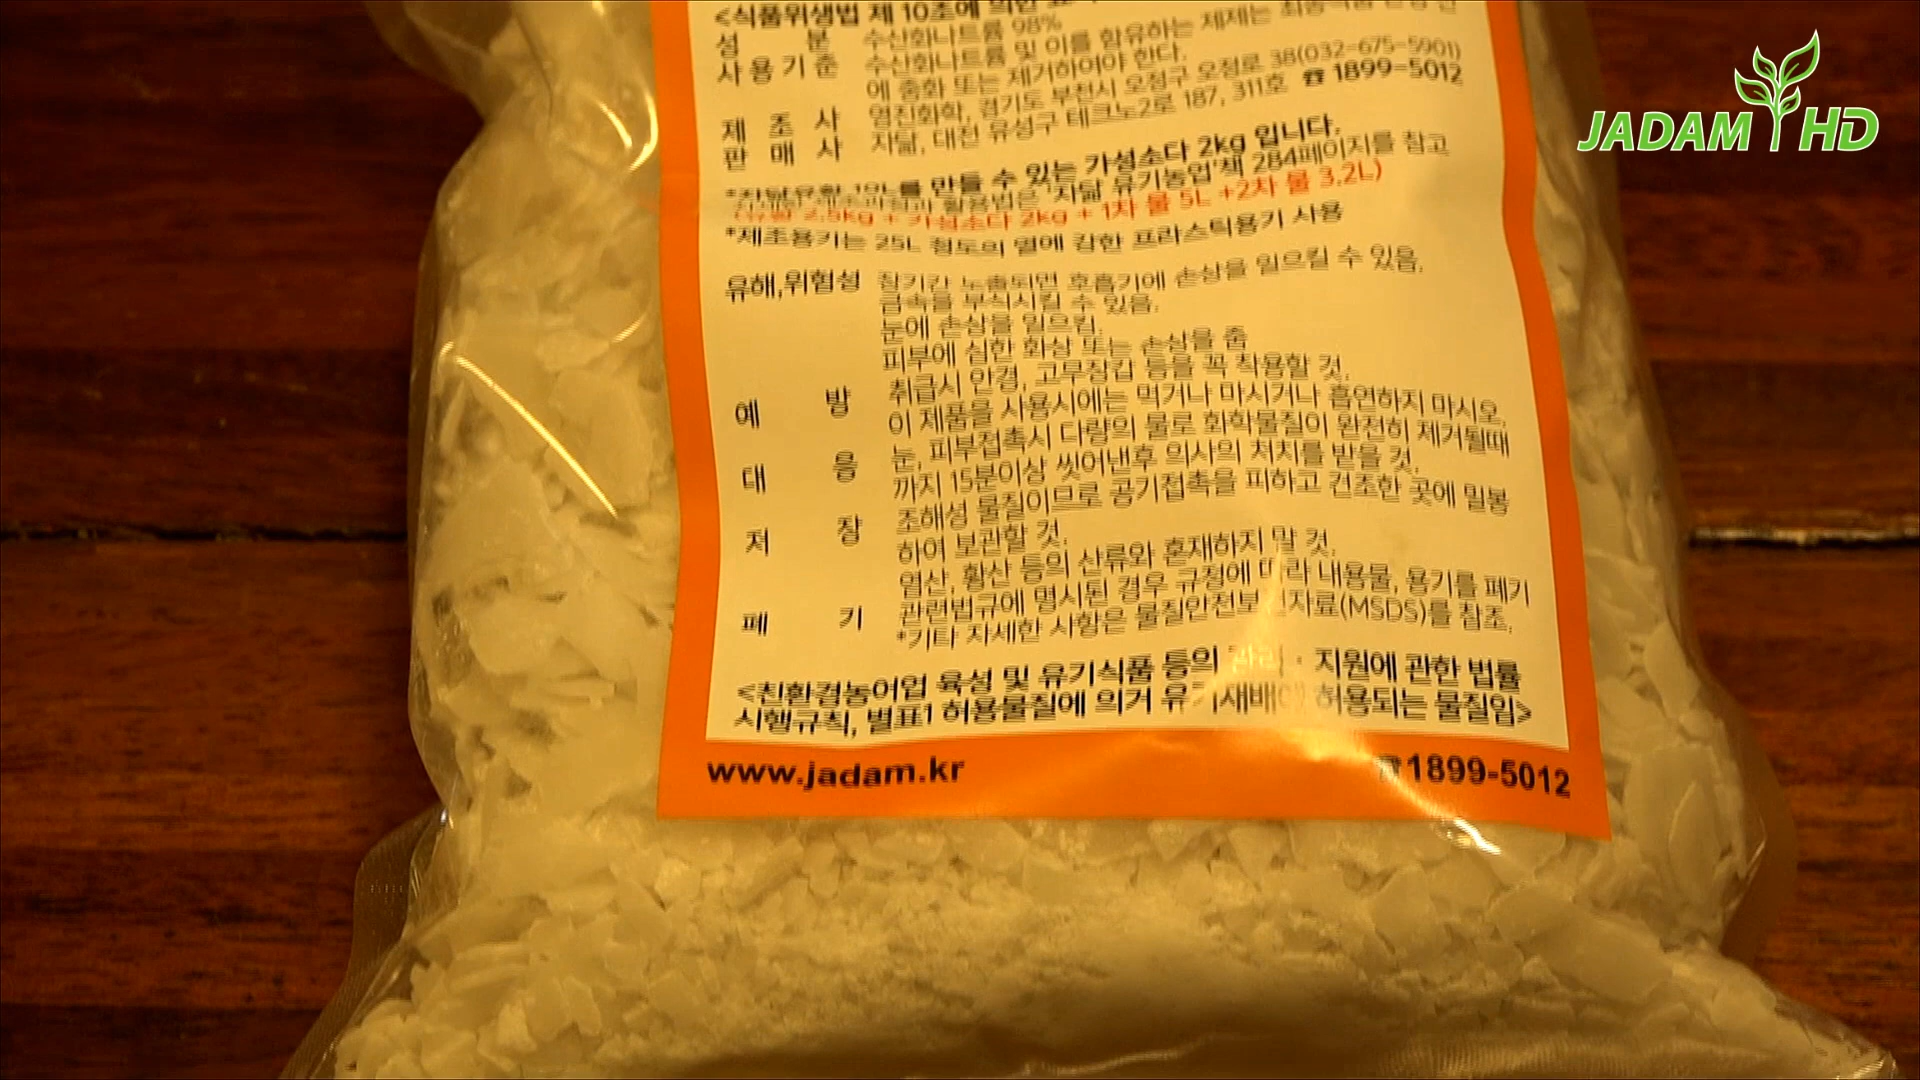 JADAM HD
<식품위생법 제 10조에 의한
성 분 수산화나트륨 98%
사용기준 수산화나트륨 및 이를 함유하는 제재는 최종식품 완성 전
에 중화 또는 제거하여야 한다.
제 조 사 영진화학, 경기도 부천시 오정구 오정로 38(032-675-5901)
판 매 사 자닮, 대전 유성구 테크노2로 187, 311호 ☎ 1899-5012
*자닮유황 10L를 만들 수 있는 가성소다 2kg 입니다.
활용법은 '자닮 유기농업'책 284페이지를 참고
(유황 2.5kg + 가성소다 2kg + 1차 물 5L +2차 물 3.2L)
*제조용기는 25L 정도의 열에 강한 프라스틱용기 사용
유해,위험성 장기간 노출되면 호흡기에 손상을 일으킬 수 있음.
금속을 부식시킬 수 있음.
눈에 손상을 일으킴.
피부에 심한 화상 또는 손상을 줌
예 방 취급시 안경, 고무장갑 등을 꼭 착용할 것.
이 제품을 사용시에는 먹거나 마시거나 흡연하지 마시오.
대 응 눈, 피부접촉시 다량의 물로 화학물질이 완전히 제거될때
까지 15분이상 씻어낸후 의사의 처치를 받을 것.
저 장 조해성 물질이므로 공기접촉을 피하고 건조한 곳에 밀봉
하여 보관할 것.
염산, 황산 등의 산류와 혼재하지 말 것.
폐 기 관련법규에 명시된 경우 규정에 따라 내용물, 용기를 폐기
*기타 자세한 사항은 물질안전보 자료(MSDS)를 참조.
<친환경농어업 육성 및 유기식품 등의 관리 · 지원에 관한 법률
시행규칙, 별표1 허용물질에 의거 유기재배에 허용되는 물질임>
www.jadam.kr ☎1899-5012